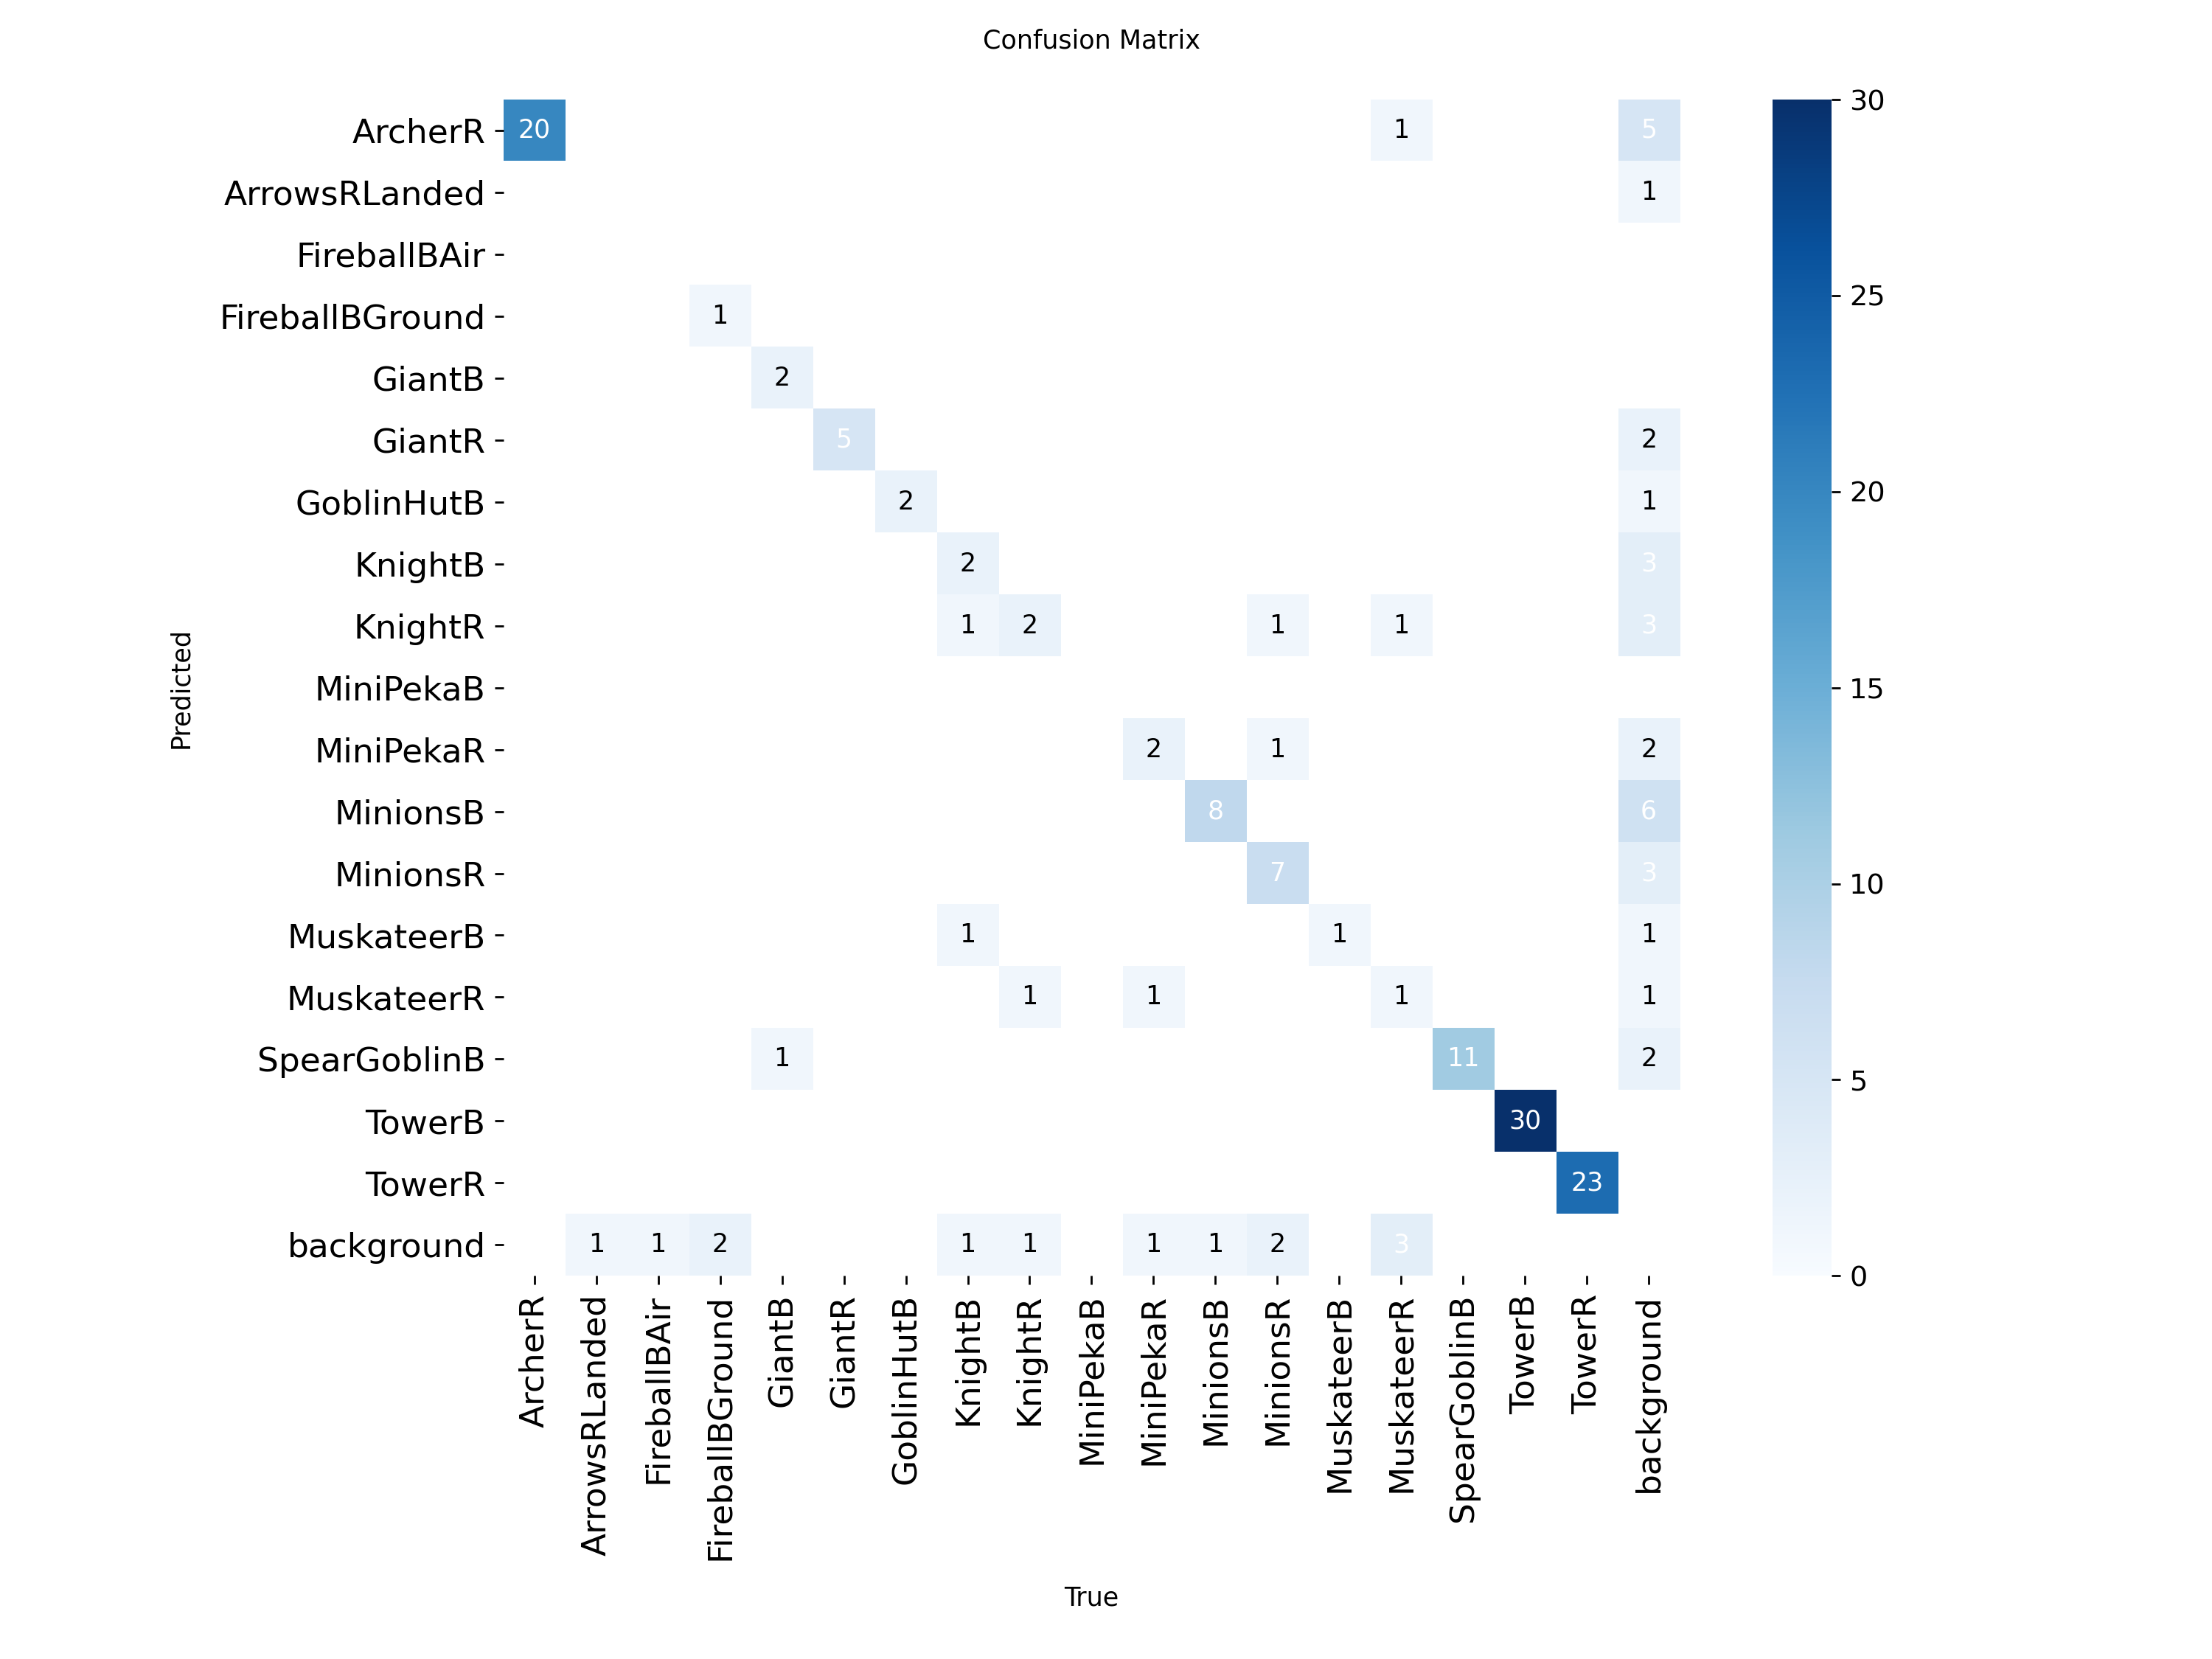 Confusion Matrix
ArcherR 20 1 5
ArrowsRLanded 1
FireballBAir
FireballBGround 1
GiantB 2
GiantR 5 2
GoblinHutB 2 1
KnightB 2 3
KnightR 1 2 1 1 3
MiniPekaB
MiniPekaR 2 1 2
MinionsB 8 6
MinionsR 7 3
MuskateerB 1 1 1
MuskateerR 1 1 1 1
SpearGoblinB 1 11 2
TowerB 30
TowerR 23
background 1 1 2 1 1 1 1 2 3
Predicted
ArcherR
ArrowsRLanded
FireballBAir
FireballBGround
GiantB
GiantR
GoblinHutB
KnightB
KnightR
MiniPekaB
MiniPekaR
MinionsB
MinionsR
MuskateerB
MuskateerR
SpearGoblinB
TowerB
TowerR
background
True
30
25
20
15
10
5
0